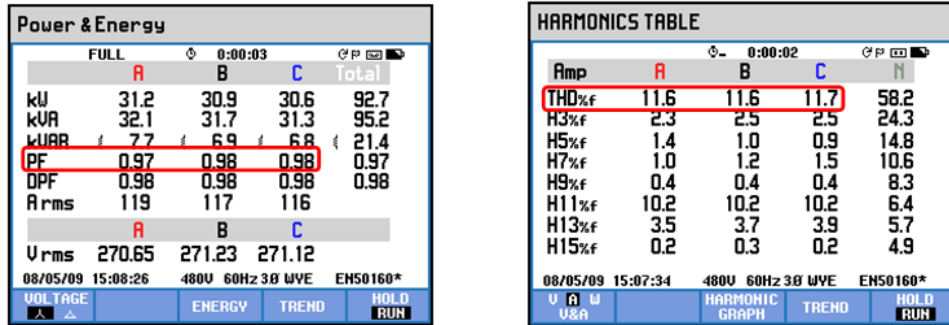 Power & Energy
FULL 0:00:03
A B C Total
kW 31.2 30.9 30.6 92.7
kVA 32.1 31.7 31.3 95.2
kVAR 7.7 6.9 6.8 21.4
PF 0.97 0.98 0.98 0.97
DPF 0.98 0.98 0.98 0.98
A rms 119 117 116
A B C
V rms 270.65 271.23 271.12
08/05/09 15:08:26 480V 60Hz 3Ø WYE EN50160*
VOLTAGE ENERGY TREND HOLD
RUN
HARMONICS TABLE
0:00:02
Amp A B C N
THD%f 11.6 11.6 11.7 58.2
H3%f 2.3 2.5 2.5 24.3
H5%f 1.4 1.0 0.9 14.8
H7%f 1.0 1.2 1.5 10.6
H9%f 0.4 0.4 0.4 8.3
H11%f 10.2 10.2 10.2 6.4
H13%f 3.5 3.7 3.9 5.7
H15%f 0.2 0.3 0.2 4.9
08/05/09 15:07:34 480V 60Hz 3Ø WYE EN50160*
V A W HARMONIC TREND HOLD
V&A GRAPH RUN